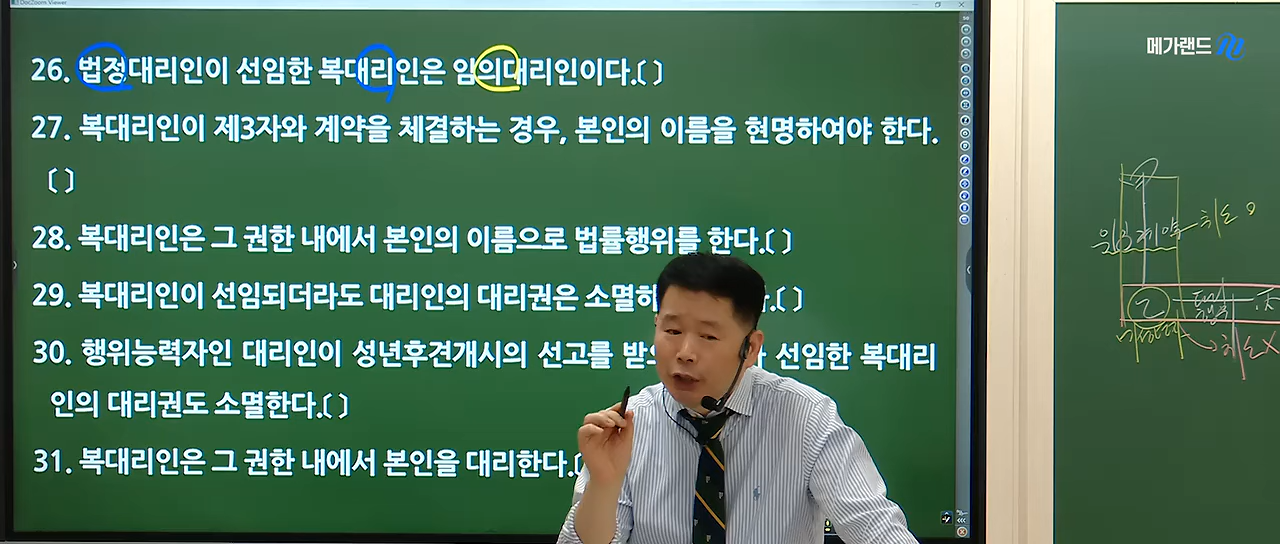 DocZoom Viewer
메가랜드
26. 법정대리인이 선임한 복대리인은 임의대리인이다.( )
27. 복대리인이 제3자와 계약을 체결하는 경우, 본인의 이름을 현명하여야 한다.
( )
28. 복대리인은 그 권한 내에서 본인의 이름으로 법률행위를 한다.( )
29. 복대리인이 선임되더라도 대리인의 대리권은 소멸하 .( )
30. 행위능력자인 대리인이 성년후견개시의 선고를 받 선임한 복대리
인의 대리권도 소멸한다.( )
31. 복대리인은 그 권한 내에서 본인을 대리한다.(